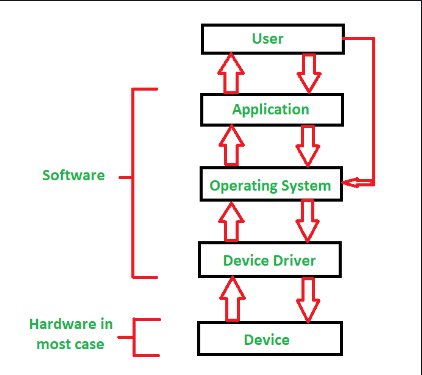 User
Application
Software
Operating System
Device Driver
Hardware in
most case
Device